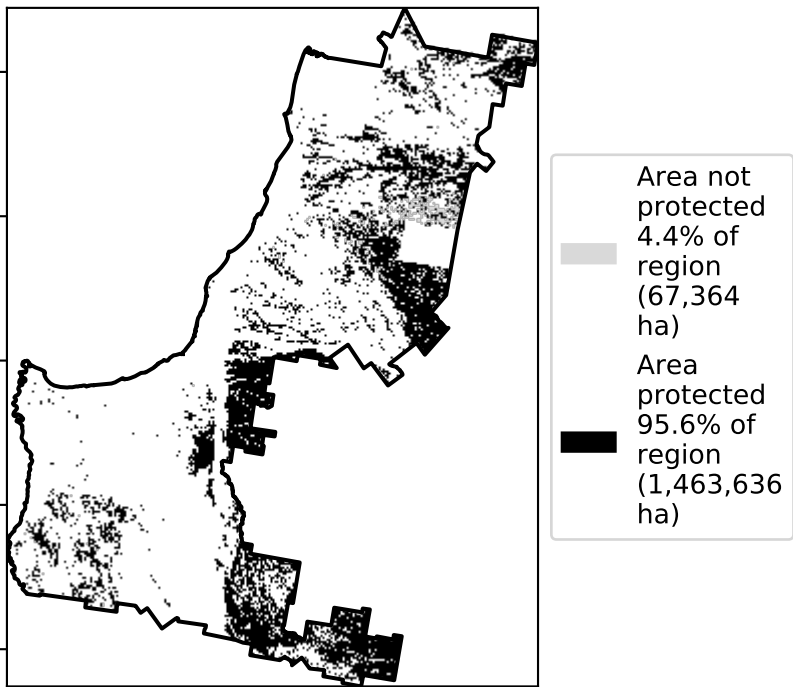 Area not
protected
4.4% of
region
(67,364
ha)
Area
protected
95.6% of
region
(1,463,636
ha)